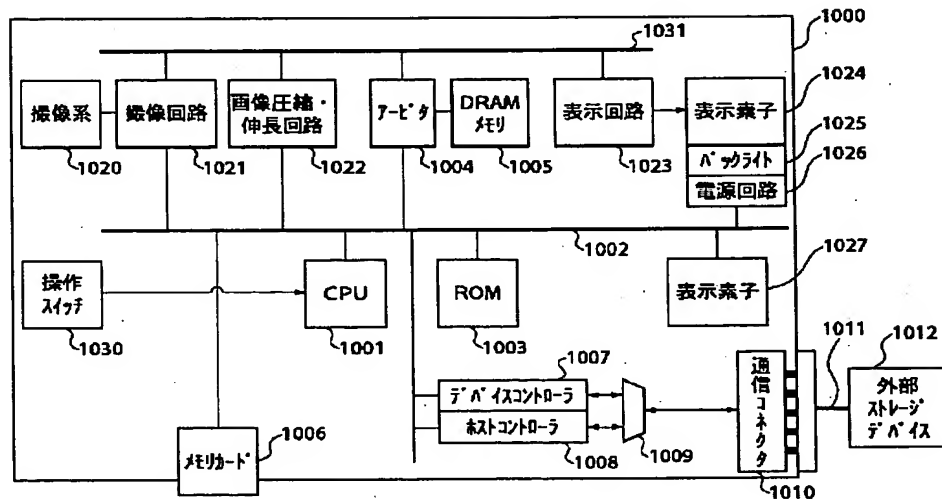 1000
1031
撮像系
撮像回路
画像圧縮・
伸長回路
アービタ
DRAM
メモリ
表示回路
表示素子
バックライト
電源回路
1024
1025
1026
1020
1021
1022
1004
1005
1023
1002
1027
操作
スイッチ
CPU
ROM
表示素子
1030
1001
1003
1007
デバイスコントローラ
ホストコントローラ
1008
1009
通信コネクタ
1010
1011
1012
外部
ストレージ
デバイス
1006
メモリカード